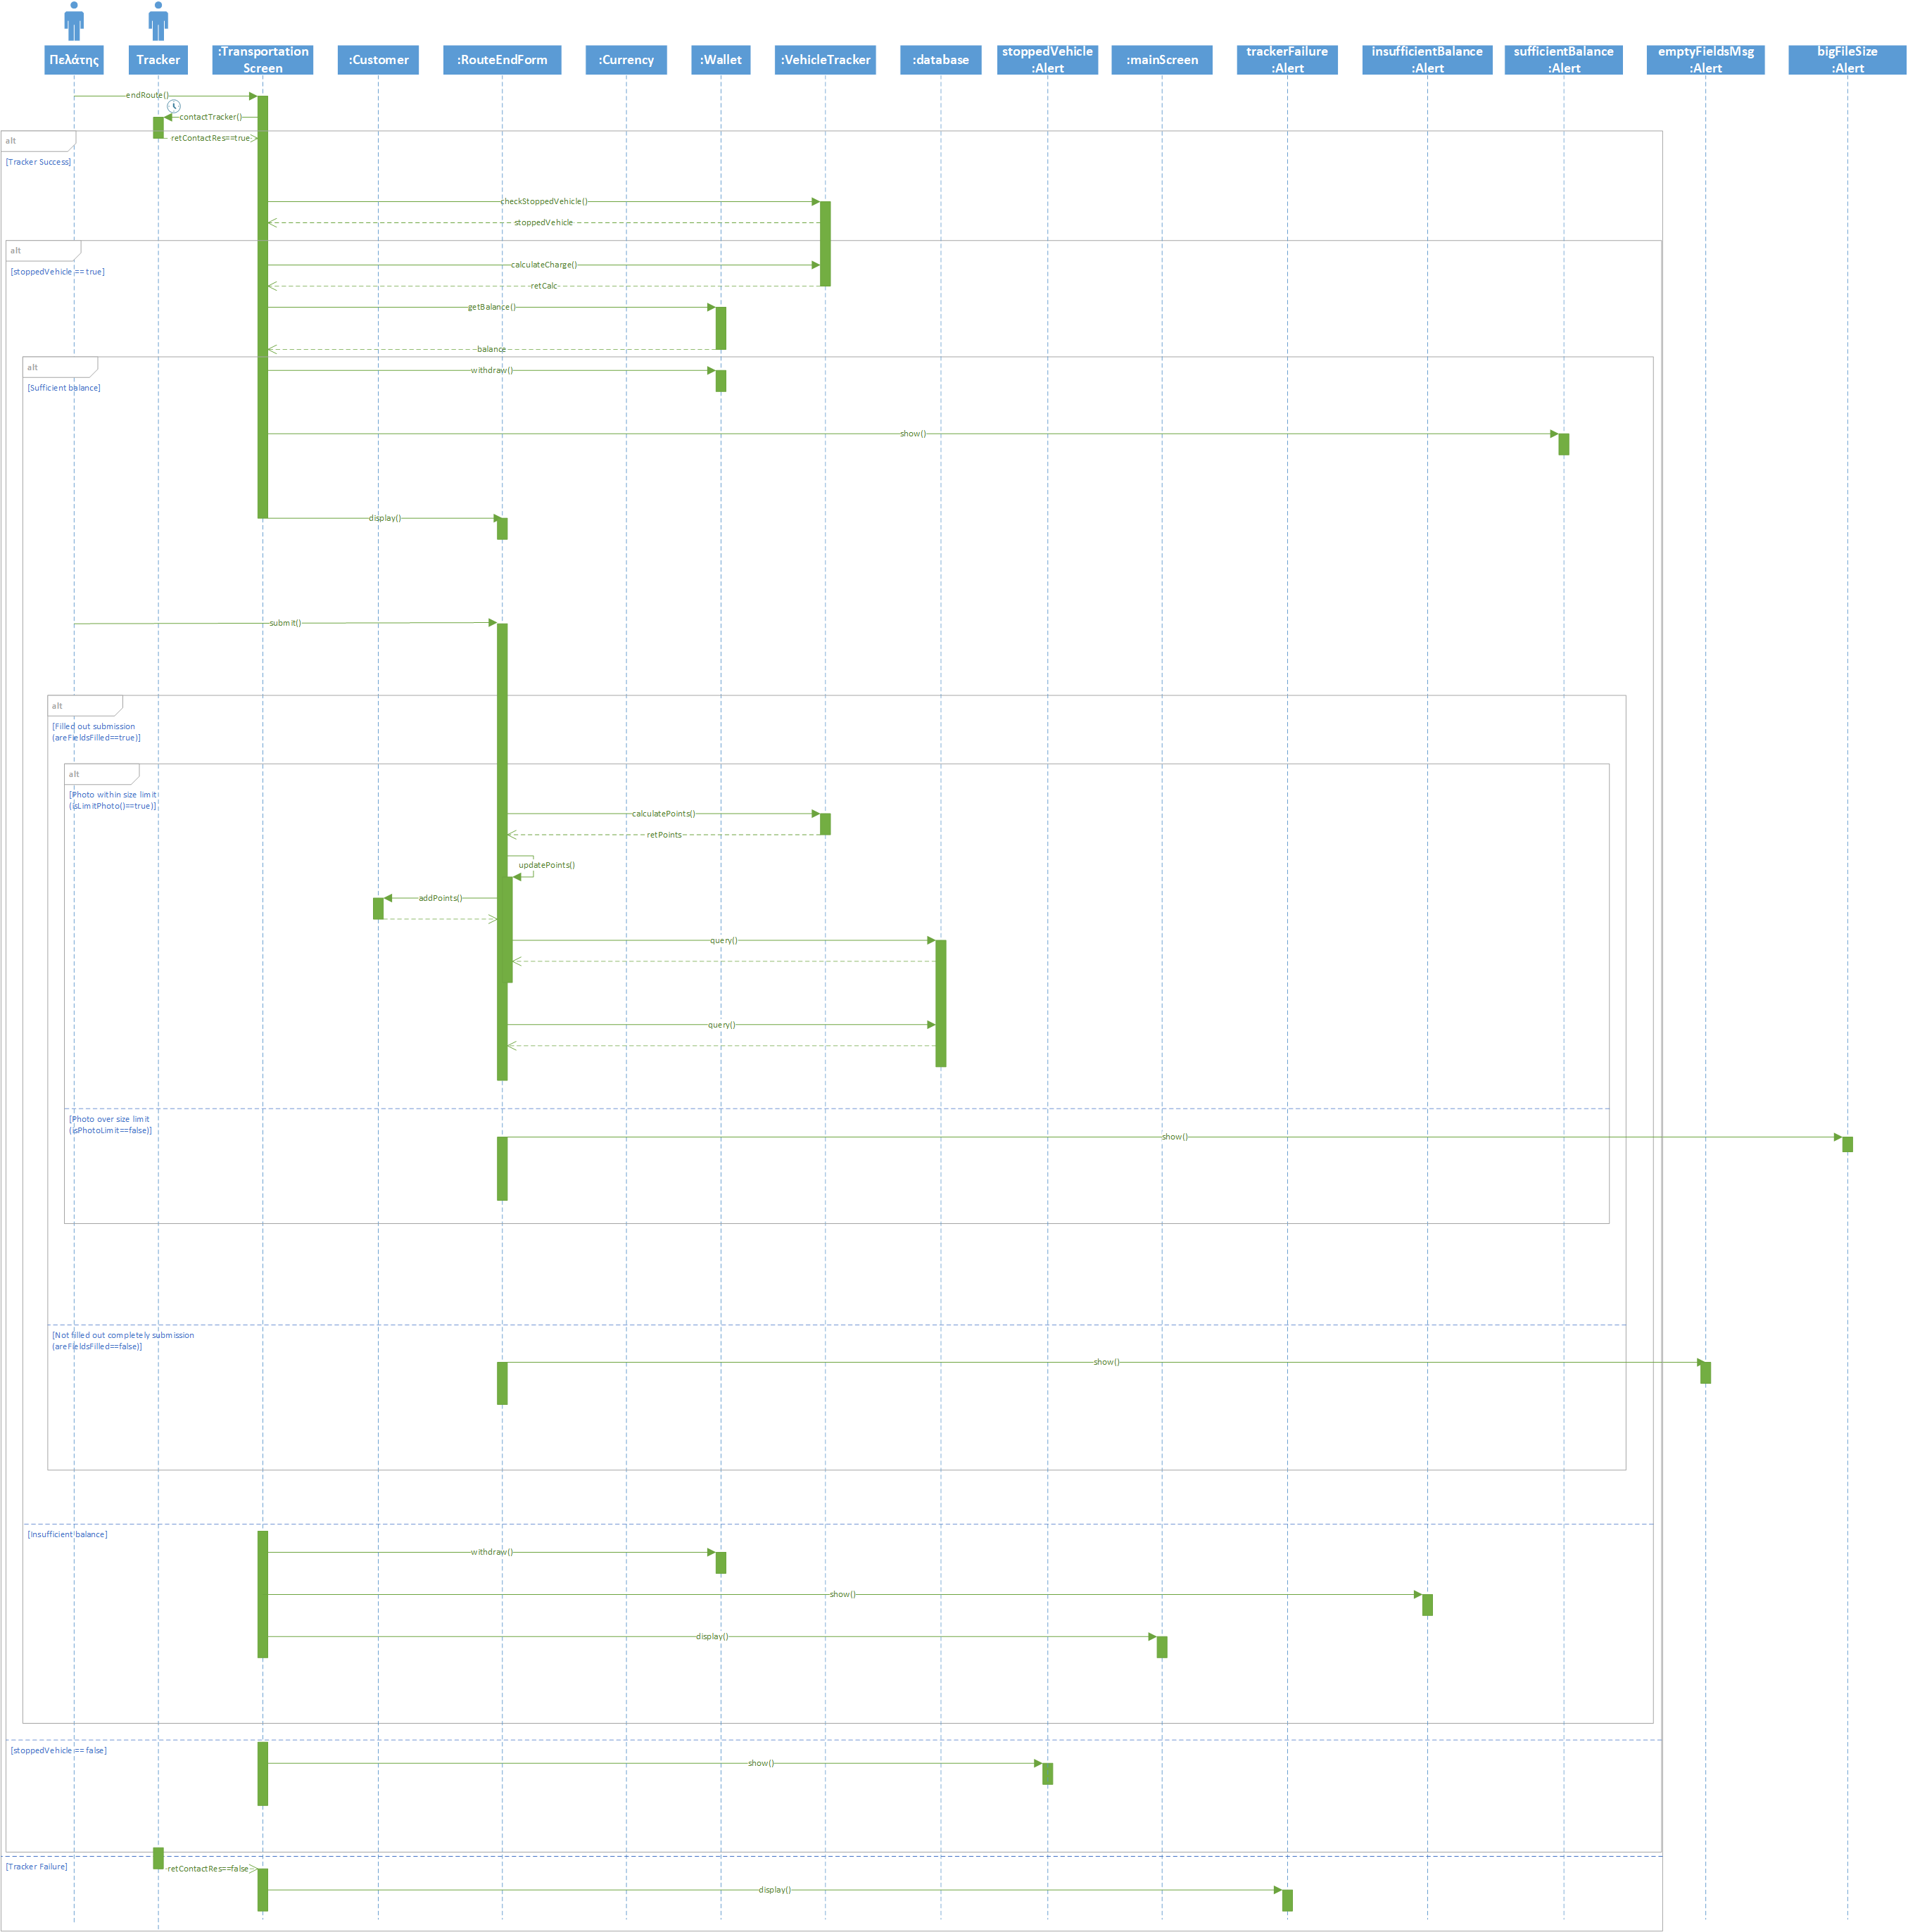 Πελάτης
Tracker
:Transportation
Screen
:Customer
:RouteEndForm
:Currency
:Wallet
:VehicleTracker
:database
stoppedVehicle
:Alert
:mainScreen
trackerFailure
:Alert
insufficientBalance
:Alert
sufficientBalance
:Alert
emptyFieldsMsg
:Alert
bigFileSize
:Alert
endRoute()
contactTracker()
retContactRes==true
alt
[Tracker Success]
checkStoppedVehicle()
stoppedVehicle
alt
[stoppedVehicle == true]
calculateCharge()
retCalc
getBalance()
balance
alt
[Sufficient balance]
withdraw()
show()
display()
submit()
alt
[Filled out submission
(areFieldsFilled==true)]
alt
[Photo within size limit
(isLimitPhoto()==true)]
calculatePoints()
retPoints
updatePoints()
addPoints()
query()
query()
[Photo over size limit
(isPhotoLimit==false)]
show()
[Not filled out completely submission
(areFieldsFilled==false)]
show()
[Insufficient balance]
withdraw()
show()
display()
[stoppedVehicle == false]
show()
[Tracker Failure]
retContactRes==false
display()